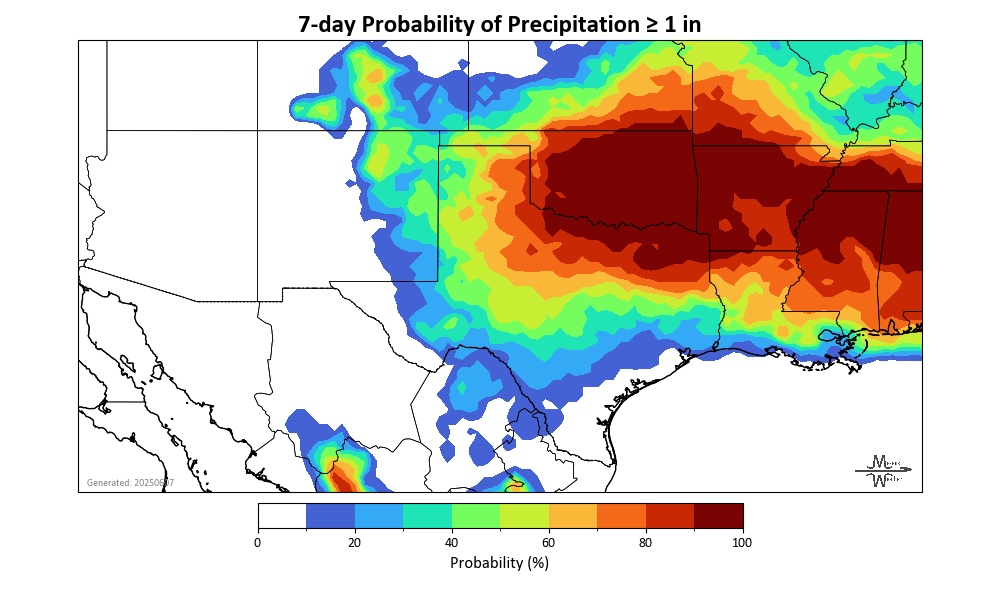 7-day Probability of Precipitation ≥ 1 in
Generated: 20250607
0 20 40 60 80 100
Probability (%)